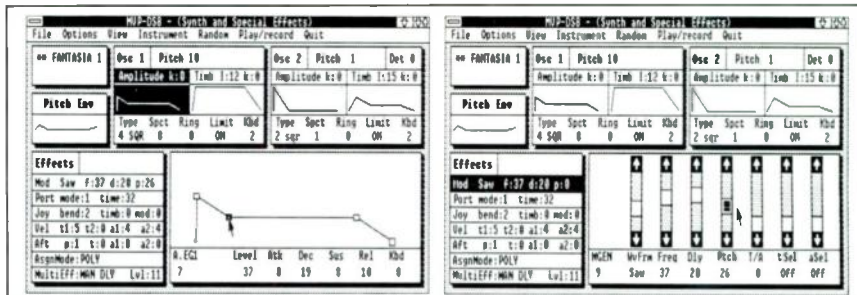 MVP-DS8 - (Synth and Special Effects)
File Options View Instrument Random Play/record Quit
** FANTASIA 1
Osc 1 Pitch 10
Osc 2 Pitch 1 Det 0
Amplitude k:0 Timb l:12 k:0
Amplitude k:0 Timb l:15 k:0
Pitch Env
Type Spct Ring Limit Kbd
4 SQR 0 0 ON 2
Type Spct Ring Limit Kbd
2 sqr 1 0 ON 2
Effects
Mod Saw f:37 d:20 p:26
Port mode:1 time:32
Joy bend:2 timb:0 mod:0
Vel t1:5 t2:0 a1:4 a2:4
Aft p:1 t:0 a1:0 a2:0
AsgnMode:POLY
MultiEff:MAN DLY Lvl:11
A.EG1 Level Atk Dec Sus Rel Kbd
7 37 0 19 8 10 0
MVP-DS8 - (Synth and Special Effects)
File Options View Instrument Random Play/record Quit
** FANTASIA 1
Osc 1 Pitch 10
Osc 2 Pitch 1 Det 0
Amplitude k:0 Timb l:12 k:0
Amplitude k:0 Timb l:15 k:0
Pitch Env
Type Spct Ring Limit Kbd
4 SQR 0 0 ON 2
Type Spct Ring Limit Kbd
2 sqr 1 0 ON 2
Effects
Mod Saw f:37 d:20 p:0
Port mode:1 time:32
Joy bend:2 timb:0 mod:0
Vel t1:5 t2:0 a1:4 a2:4
Aft p:1 t:0 a1:0 a2:0
AsgnMode:POLY
MultiEff:MAN DLY Lvl:11
MGEN WvFrm Freq Dly Ptch T/A tSel aSel
9 Saw 37 20 26 0 Off Off